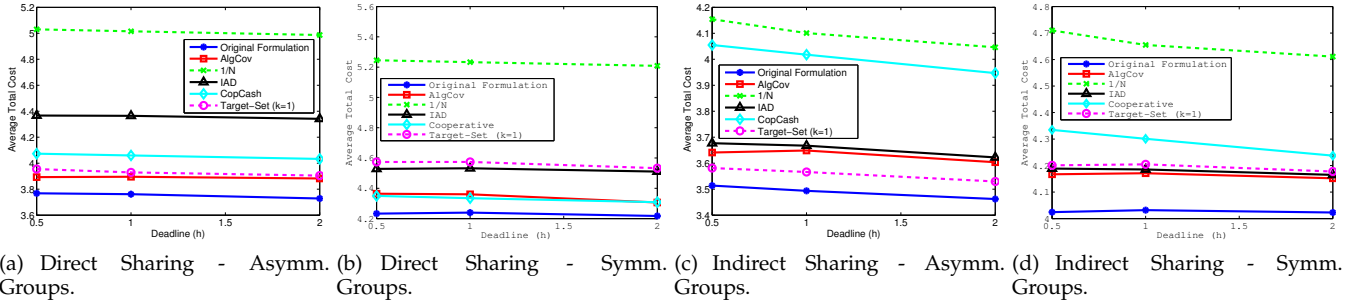 5.2
5
4.8
4.6
4.4
4.2
4
3.8
3.6
Average Total Cost
Original Formulation
AlgCov
1/N
IAD
CopCash
Target-Set (k=1)
0.5
1
1.5
2
Deadline (h)
(a) Direct Sharing - Asymm. Groups.
5.6
5.4
5.2
5
4.8
4.6
4.4
4.2
Average Total Cost
Original Formulation
AlgCov
1/N
IAD
Cooperative
Target-Set (k=1)
0.5
1
1.5
2
Deadline (h)
(b) Direct Sharing - Symm. Groups.
4.2
4.1
4
3.9
3.8
3.7
3.6
3.5
3.4
Average Total Cost
Original Formulation
AlgCov
1/N
IAD
CopCash
Target-Set (k=1)
0.5
1
1.5
2
Deadline (h)
(c) Indirect Sharing - Asymm. Groups.
4.8
4.7
4.6
4.5
4.4
4.3
4.2
4.1
4
Average Total Cost
Original Formulation
AlgCov
1/N
IAD
Cooperative
Target-Set (k=1)
0.5
1
1.5
2
Deadline (h)
(d) Indirect Sharing - Symm. Groups.